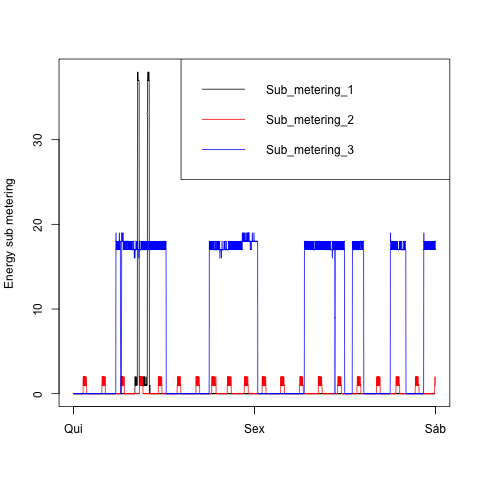 Sub_metering_1
Sub_metering_2
Sub_metering_3
Energy sub metering
30
20
10
0
Qui Sex Sáb